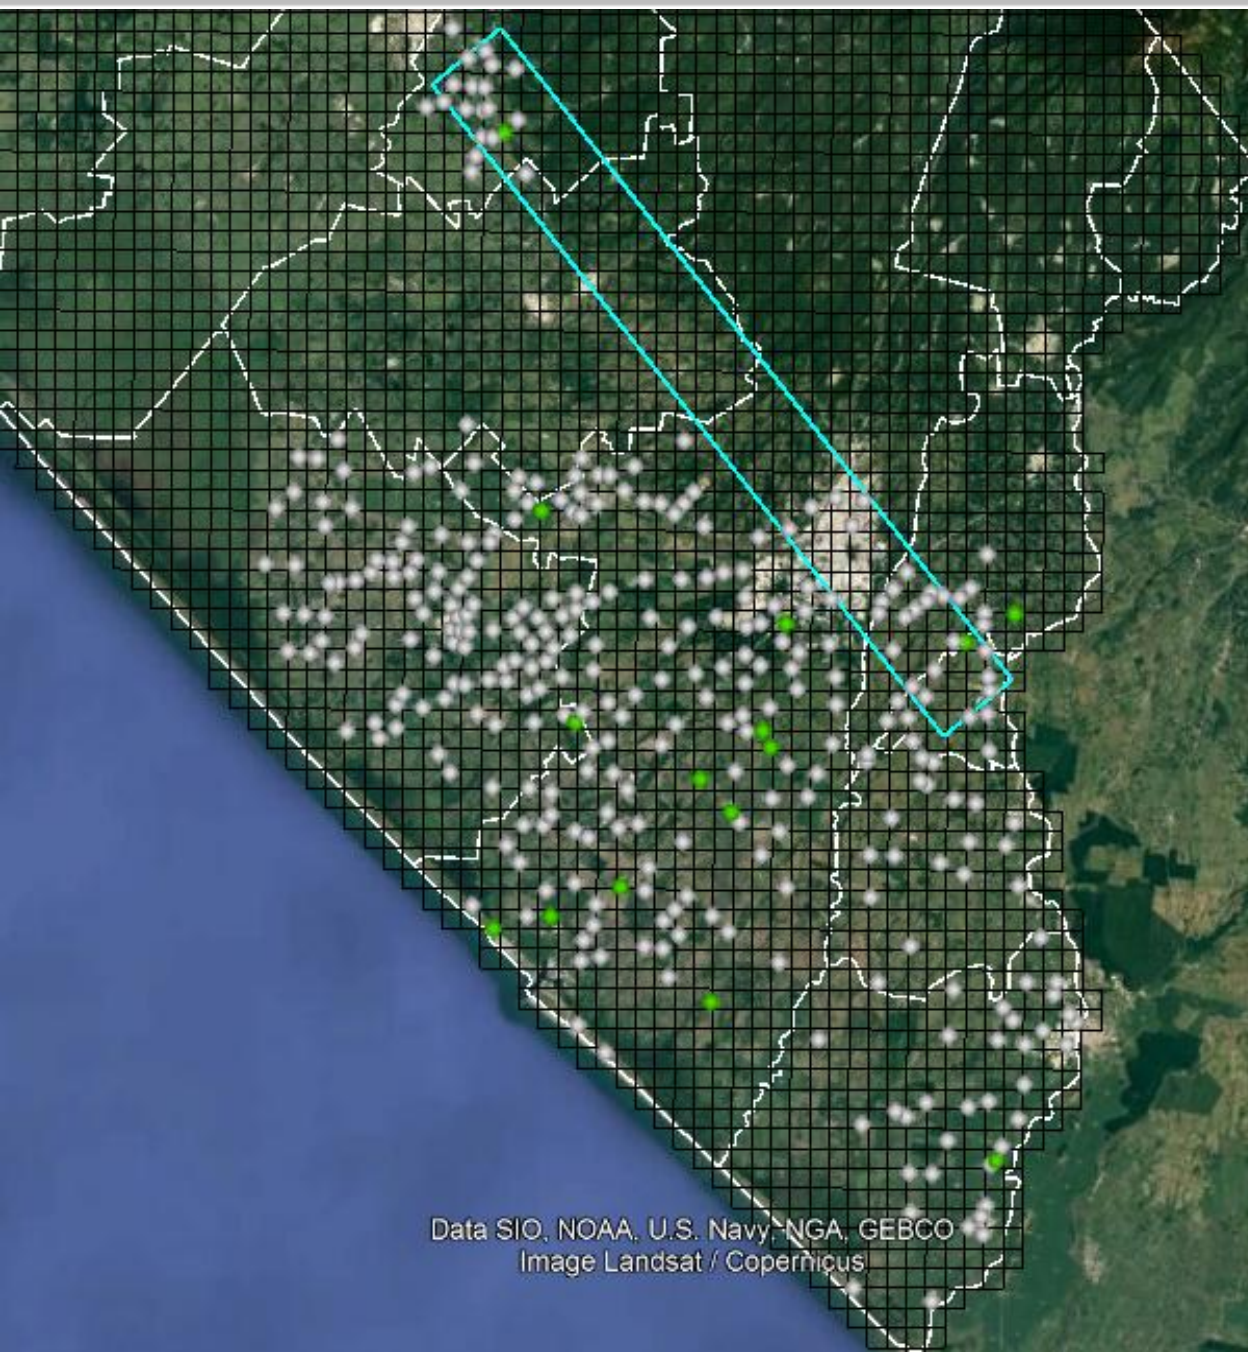 Data SIO, NOAA, U.S. Navy, NGA, GEBCO
Image Landsat / Copernicus